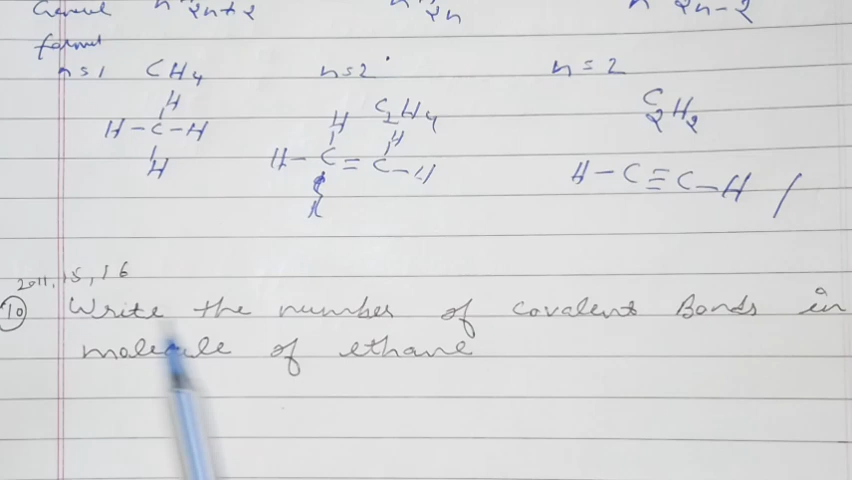 General
n 2n+2
n 2n
n 2n-2
n=1 CH4
n=2
n=2
C2H4
C2H2
H
H-C-H
H
H H
H-C=C-H
H-C≡C-H
2011, 15, 16
10 Write the number of covalent Bonds in
molecule of ethane